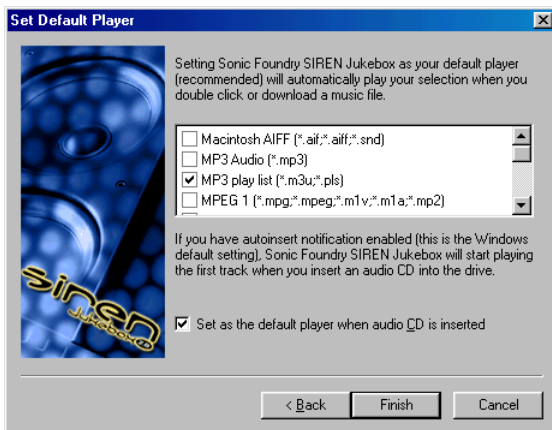 Set Default Player
Setting Sonic Foundry SIREN Jukebox as your default player
(recommended) will automatically play your selection when you
double click or download a music file.
Macintosh AIFF (*.aif;*.aiff;*.snd)
MP3 Audio (*.mp3)
MP3 play list (*.m3u;*.pls)
MPEG 1 (*.mpg;*.mpeg;*.m1v;*.m1a;*.mp2)
If you have autoinsert notification enabled (this is the Windows
default setting), Sonic Foundry SIREN Jukebox will start playing
the first track when you insert an audio CD into the drive.
siren
Jukebox
Set as the default player when audio CD is inserted
< Back
Finish
Cancel